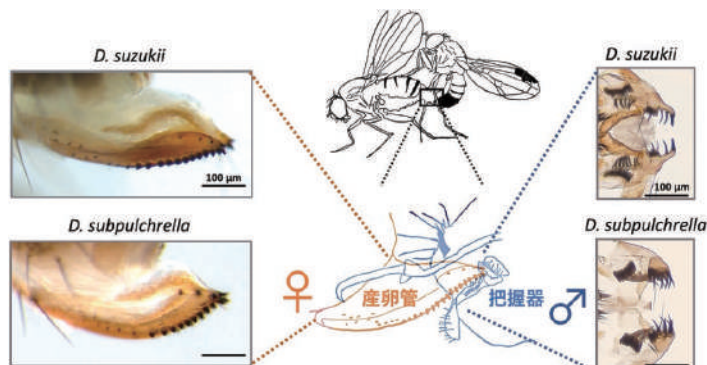 D. suzukii
100 μm
D. subpulchrella
♀
産卵管
把握器
♂
D. suzukii
100 μm
D. subpulchrella